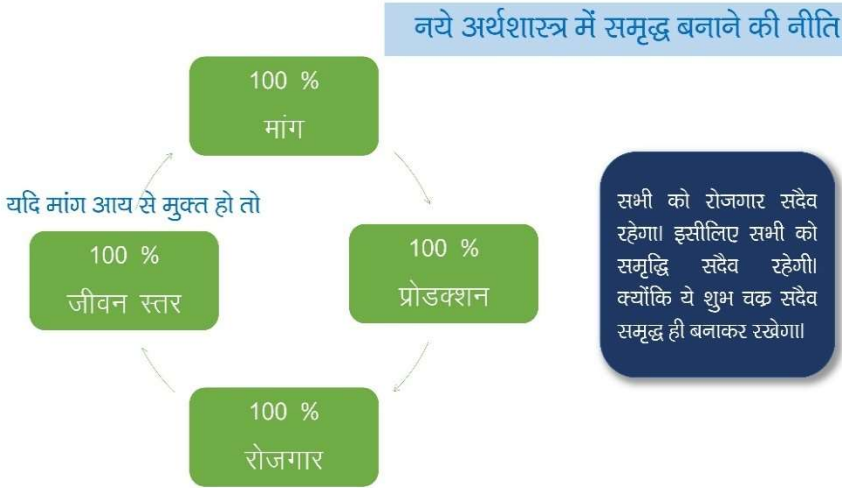 नये अर्थशास्त्र में समृद्ध बनाने की नीति
100 %
मांग
यदि मांग आय से मुक्त हो तो
100 %
जीवन स्तर
100 %
प्रोडक्शन
100 %
रोजगार
सभी को रोजगार सदैव
रहेगा। इसीलिए सभी को
समृद्धि सदैव रहेगी।
क्योंकि ये शुभ चक्र सदैव
समृद्ध ही बनाकर रखेगा।